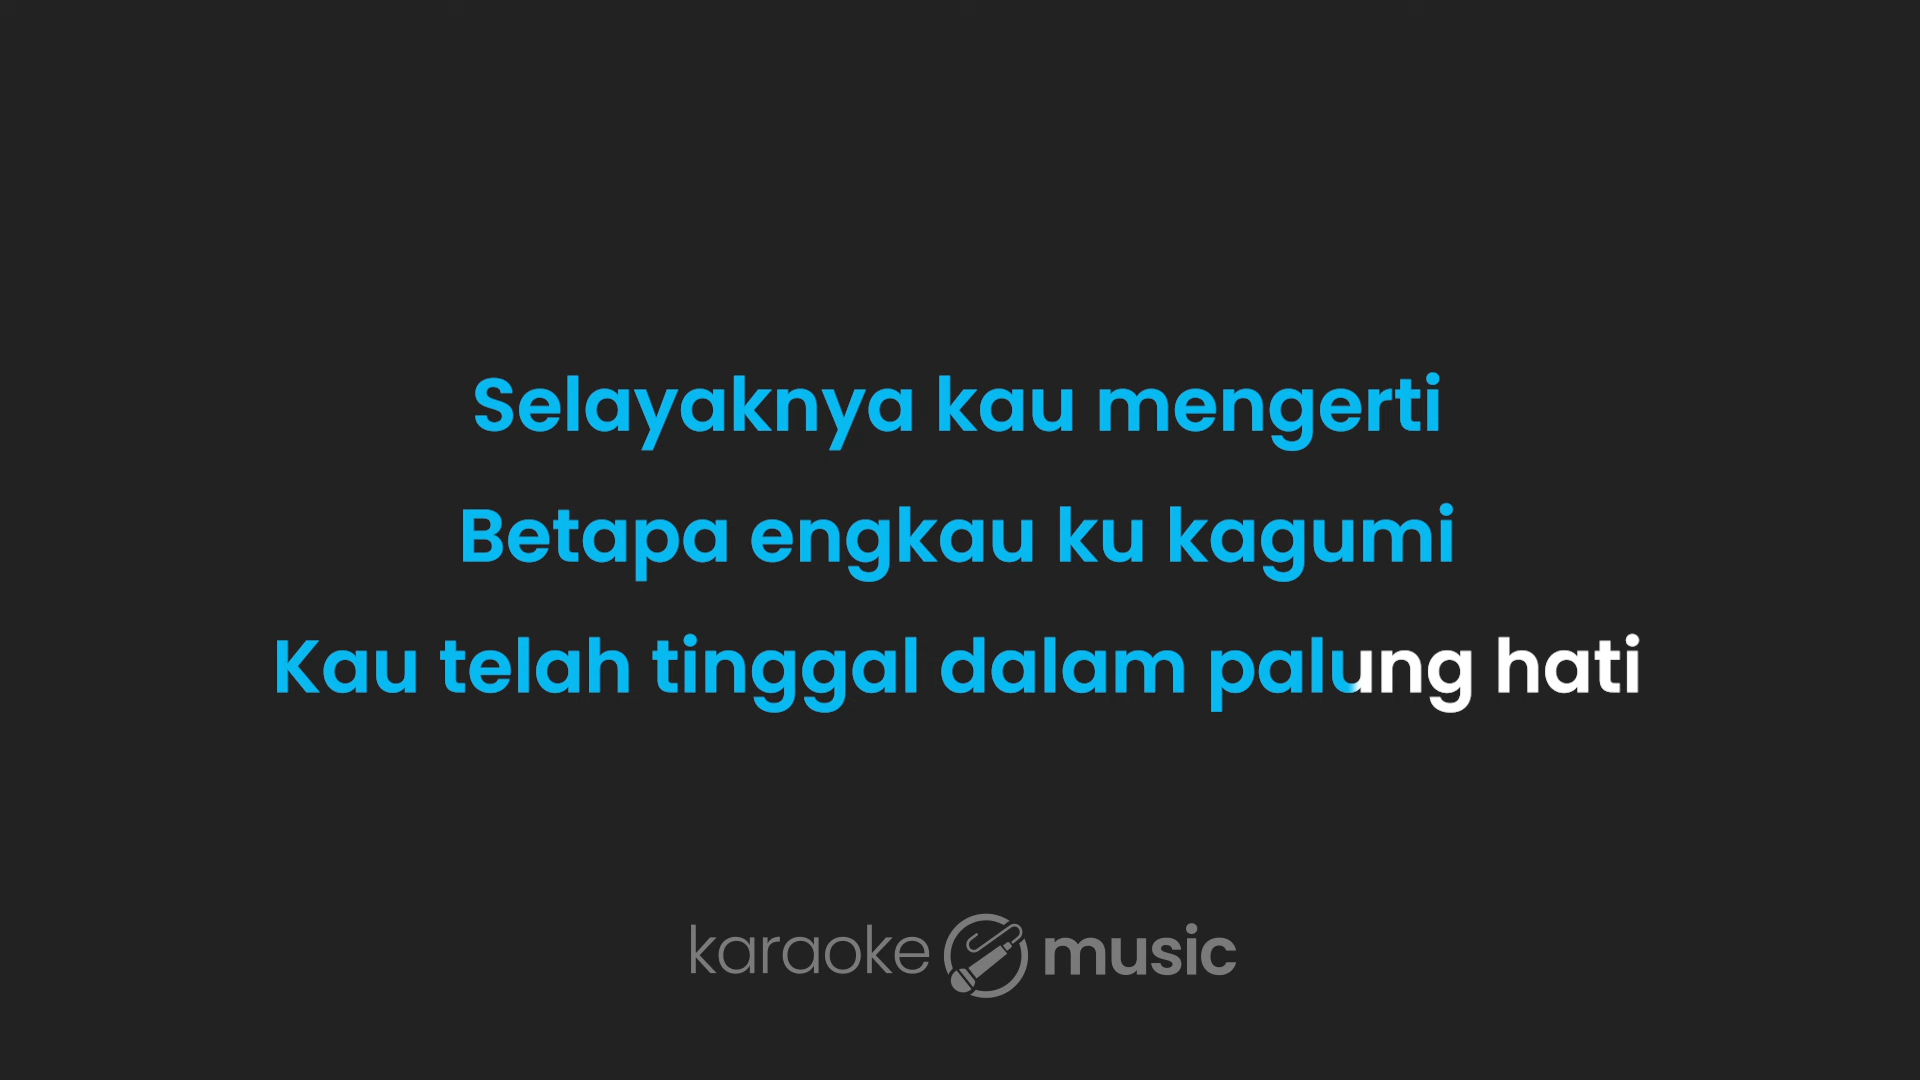 Selayaknya kau mengerti
Betapa engkau ku kagumi
Kau telah tinggal dalam palung hati
karaoke music